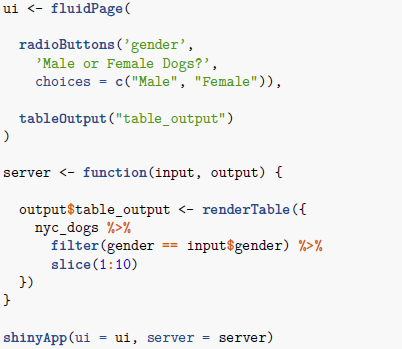 ui <- fluidPage(
  radioButtons('gender',
    'Male or Female Dogs?',
    choices = c("Male", "Female")),
  tableOutput("table_output")
)
server <- function(input, output) {
  output$table_output <- renderTable({
    nyc_dogs %>%
      filter(gender == input$gender) %>%
      slice(1:10)
  })
}
shinyApp(ui = ui, server = server)